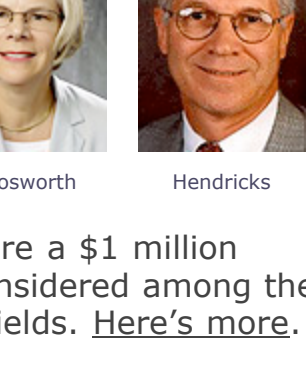 osworth
Hendricks
re a $1 million
nsidered among the
ields. Here’s more.